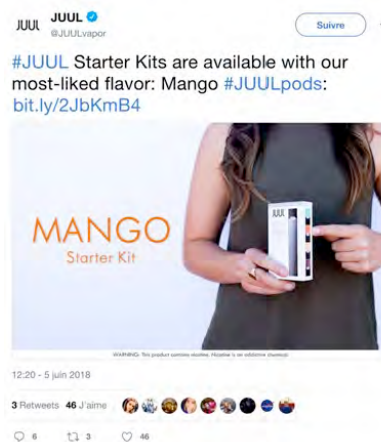 JUUL
JUUL
@JUULvapor
Suivre
#JUUL Starter Kits are available with our
most-liked flavor: Mango #JUULpods:
bit.ly/2JbKmB4
JUUL
MANGO
Starter Kit
WARNING: This product contains nicotine. Nicotine is an addictive chemical.
12:20 - 5 juin 2018
3 Retweets 46 J'aime
6 3 46